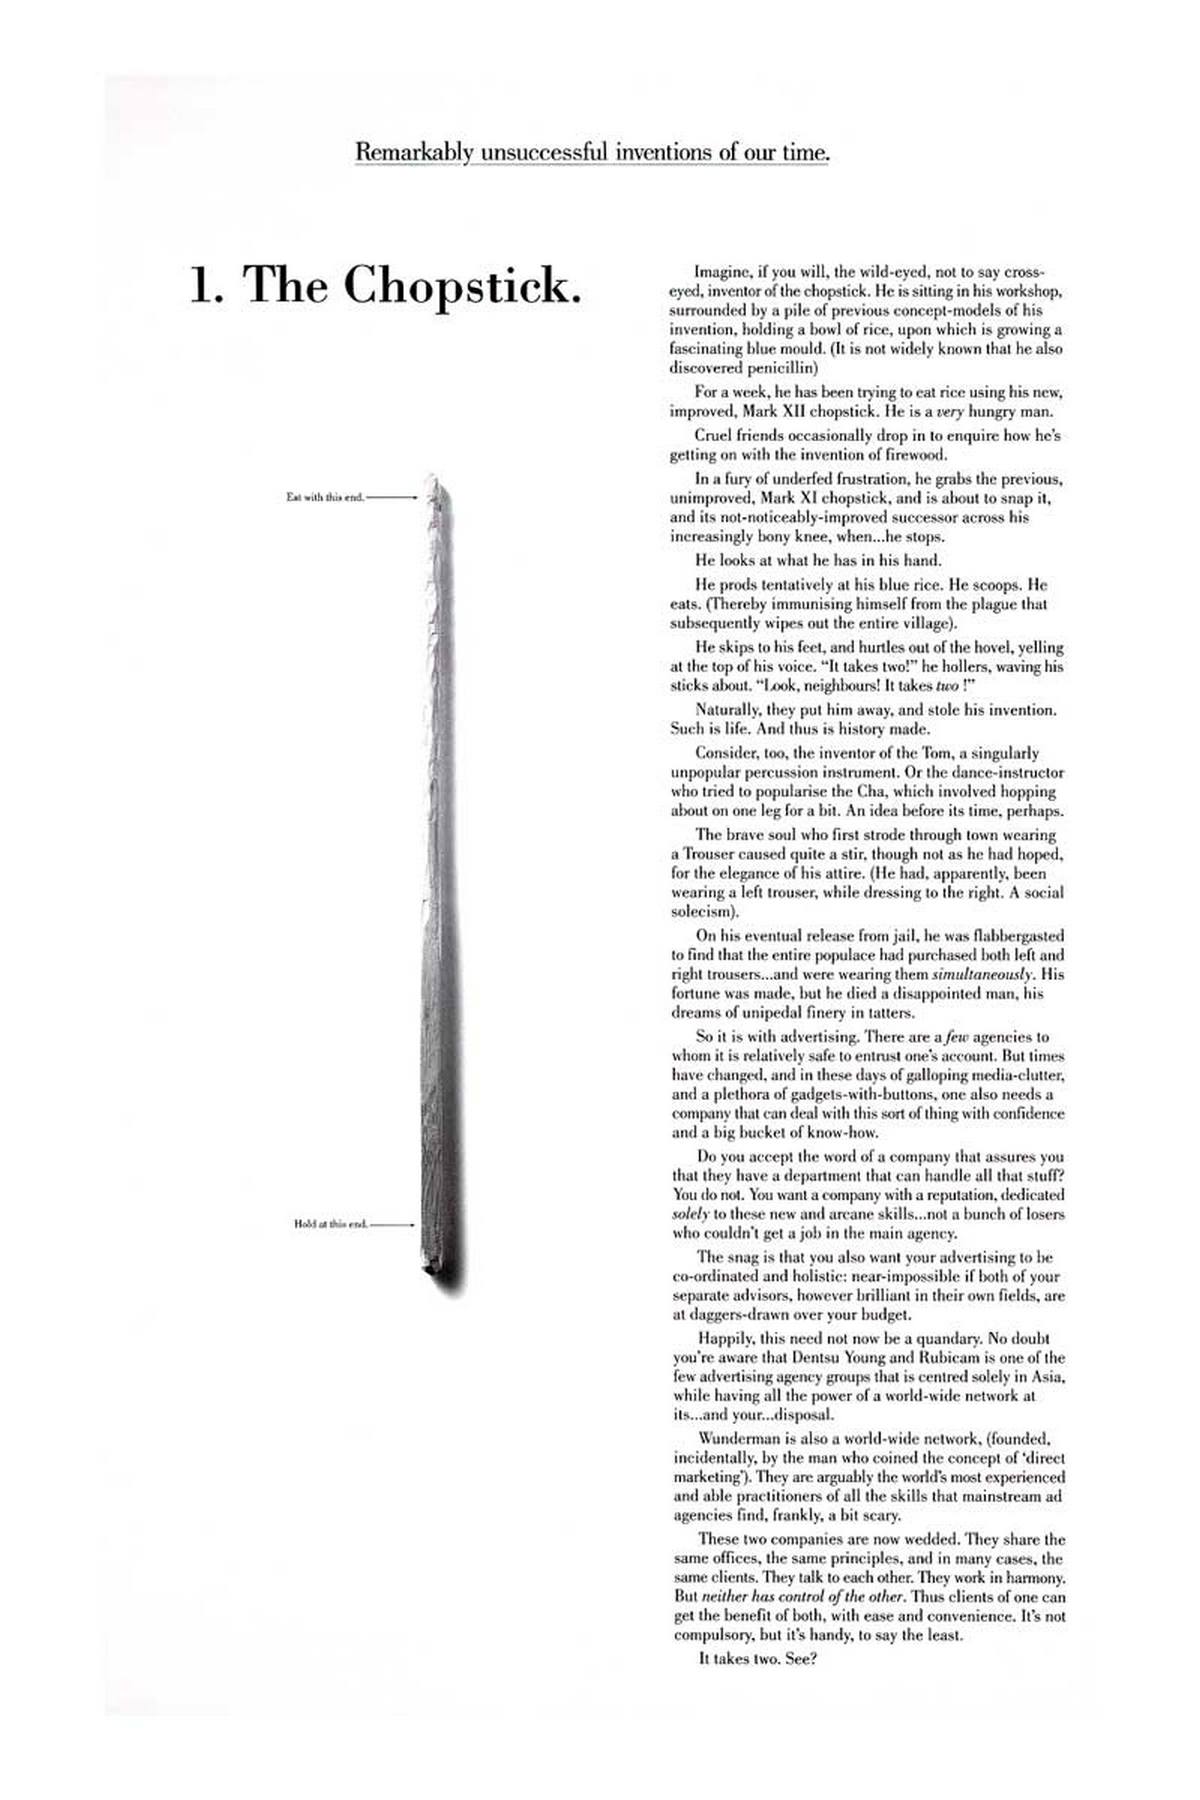 Remarkably unsuccessful inventions of our time.
1. The Chopstick.
Eat with this end.
Hold at this end.
Imagine, if you will, the wild-eyed, not to say cross-
eyed, inventor of the chopstick. He is sitting in his workshop,
surrounded by a pile of previous concept-models of his
invention, holding a bowl of rice, upon which is growing a
fascinating blue mould. (It is not widely known that he also
discovered penicillin)
For a week, he has been trying to eat rice using his new,
improved, Mark XII chopstick. He is a very hungry man.
Cruel friends occasionally drop in to enquire how he's
getting on with the invention of firewood.
In a fury of underfed frustration, he grabs the previous,
unimproved, Mark XI chopstick, and is about to snap it,
and its not-noticeably-improved successor across his
increasingly bony knee, when...he stops.
He looks at what he has in his hand.
He prods tentatively at his blue rice. He scoops. He
eats. (Thereby immunising himself from the plague that
subsequently wipes out the entire village).
He skips to his feet, and hurtles out of the hovel, yelling
at the top of his voice. “It takes two!” he hollers, waving his
sticks about. “Look, neighbours! It takes two !”
Naturally, they put him away, and stole his invention.
Such is life. And thus is history made.
Consider, too, the inventor of the Tom, a singularly
unpopular percussion instrument. Or the dance-instructor
who tried to popularise the Cha, which involved hopping
about on one leg for a bit. An idea before its time, perhaps.
The brave soul who first strode through town wearing
a Trouser caused quite a stir, though not as he had hoped,
for the elegance of his attire. (He had, apparently, been
wearing a left trouser, while dressing to the right. A social
solecism).
On his eventual release from jail, he was flabbergasted
to find that the entire populace had purchased both left and
right trousers...and were wearing them simultaneously. His
fortune was made, but he died a disappointed man, his
dreams of unipedal finery in tatters.
So it is with advertising. There are a few agencies to
whom it is relatively safe to entrust one's account. But times
have changed, and in these days of galloping media-clutter,
and a plethora of gadgets-with-buttons, one also needs a
company that can deal with this sort of thing with confidence
and a big bucket of know-how.
Do you accept the word of a company that assures you
that they have a department that can handle all that stuff?
You do not. You want a company with a reputation, dedicated
solely to these new and arcane skills...not a bunch of losers
who couldn't get a job in the main agency.
The snag is that you also want your advertising to be
co-ordinated and holistic: near-impossible if both of your
separate advisors, however brilliant in their own fields, are
at daggers-drawn over your budget.
Happily, this need not now be a quandary. No doubt
you're aware that Dentsu Young and Rubicam is one of the
few advertising agency groups that is centred solely in Asia,
while having all the power of a world-wide network at
its...and your...disposal.
Wunderman is also a world-wide network, (founded,
incidentally, by the man who coined the concept of ‘direct
marketing’). They are arguably the world's most experienced
and able practitioners of all the skills that mainstream ad
agencies find, frankly, a bit scary.
These two companies are now wedded. They share the
same offices, the same principles, and in many cases, the
same clients. They talk to each other. They work in harmony.
But neither has control of the other. Thus clients of one can
get the benefit of both, with ease and convenience. It's not
compulsory, but it's handy, to say the least.
It takes two. See?